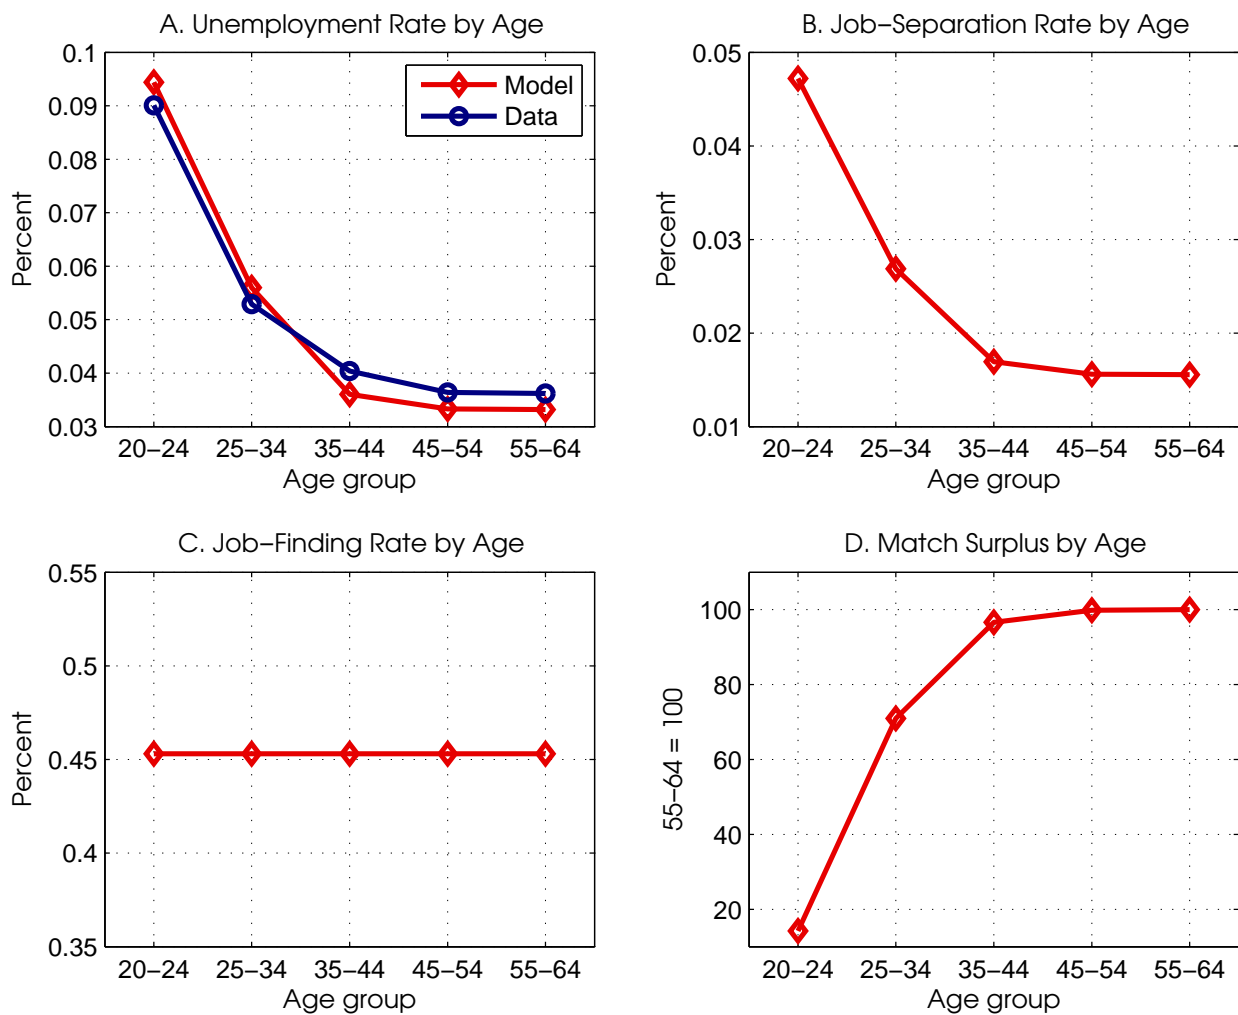 A. Unemployment Rate by Age
0.1
0.09
0.08
0.07
0.06
0.05
0.04
0.03
Percent
Model
Data
20–24 25–34 35–44 45–54 55–64
Age group
B. Job–Separation Rate by Age
0.05
0.04
0.03
0.02
0.01
Percent
20–24 25–34 35–44 45–54 55–64
Age group
C. Job–Finding Rate by Age
0.55
0.5
0.45
0.4
0.35
Percent
20–24 25–34 35–44 45–54 55–64
Age group
D. Match Surplus by Age
100
80
60
40
20
55–64 = 100
20–24 25–34 35–44 45–54 55–64
Age group